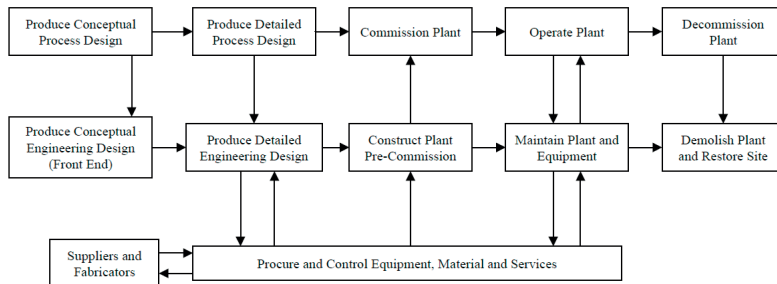 Produce Conceptual
Process Design
Produce Detailed
Process Design
Commission Plant
Operate Plant
Decommission
Plant
Produce Conceptual
Engineering Design
(Front End)
Produce Detailed
Engineering Design
Construct Plant
Pre-Commission
Maintain Plant and
Equipment
Demolish Plant
and Restore Site
Suppliers and
Fabricators
Procure and Control Equipment, Material and Services